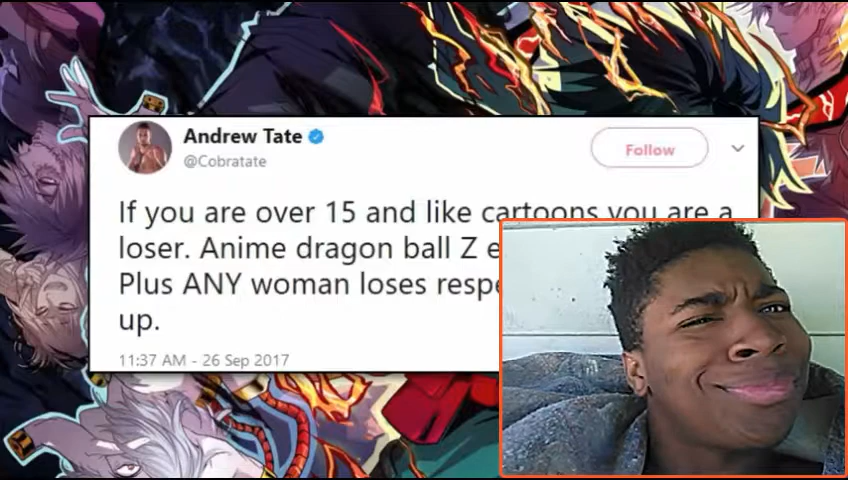 Andrew Tate
@Cobratate
Follow
If you are over 15 and like cartoons you are a
loser. Anime dragon ball Z
Plus ANY woman loses
up.
11:37 AM - 26 Sep 2017